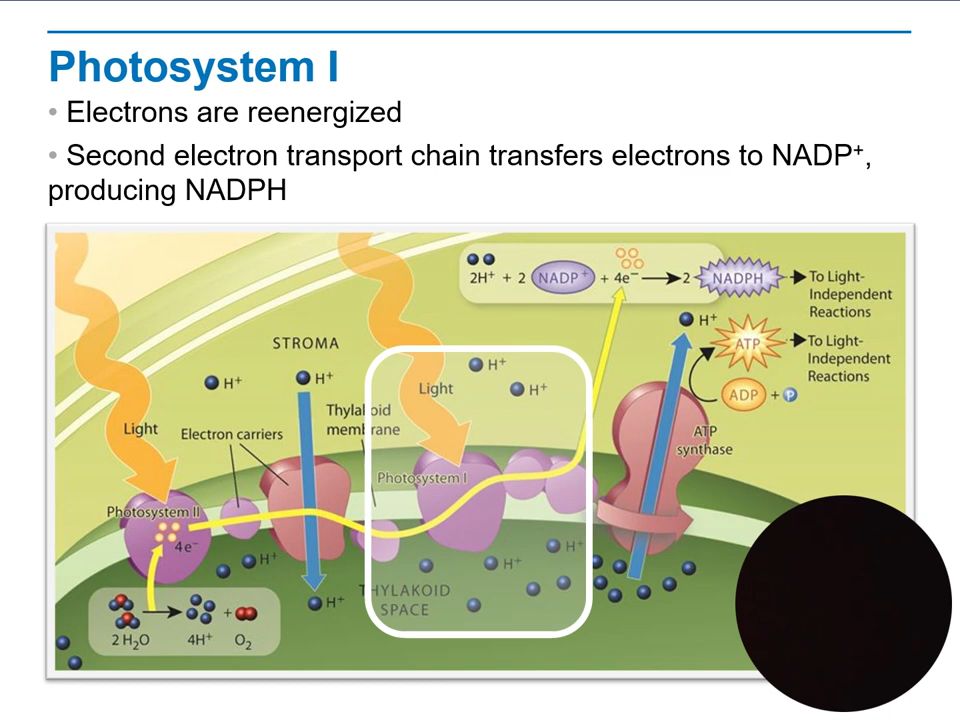 Photosystem I
• Electrons are reenergized
• Second electron transport chain transfers electrons to NADP⁺,
producing NADPH
2H⁺ + 2 NADP⁺ + 4e⁻ 2 NADPH
To Light-
Independent
Reactions
H⁺
ATP
To Light-
Independent
Reactions
ADP + P
STROMA
H⁺
H⁺
H⁺
H⁺
Light
Light
Thylakoid
membrane
Electron carriers
ATP
synthase
Photosystem I
Photosystem II
4e⁻
H⁺
H⁺
H⁺
H⁺
THYLAKOID
SPACE
2 H₂O 4H⁺ + O₂